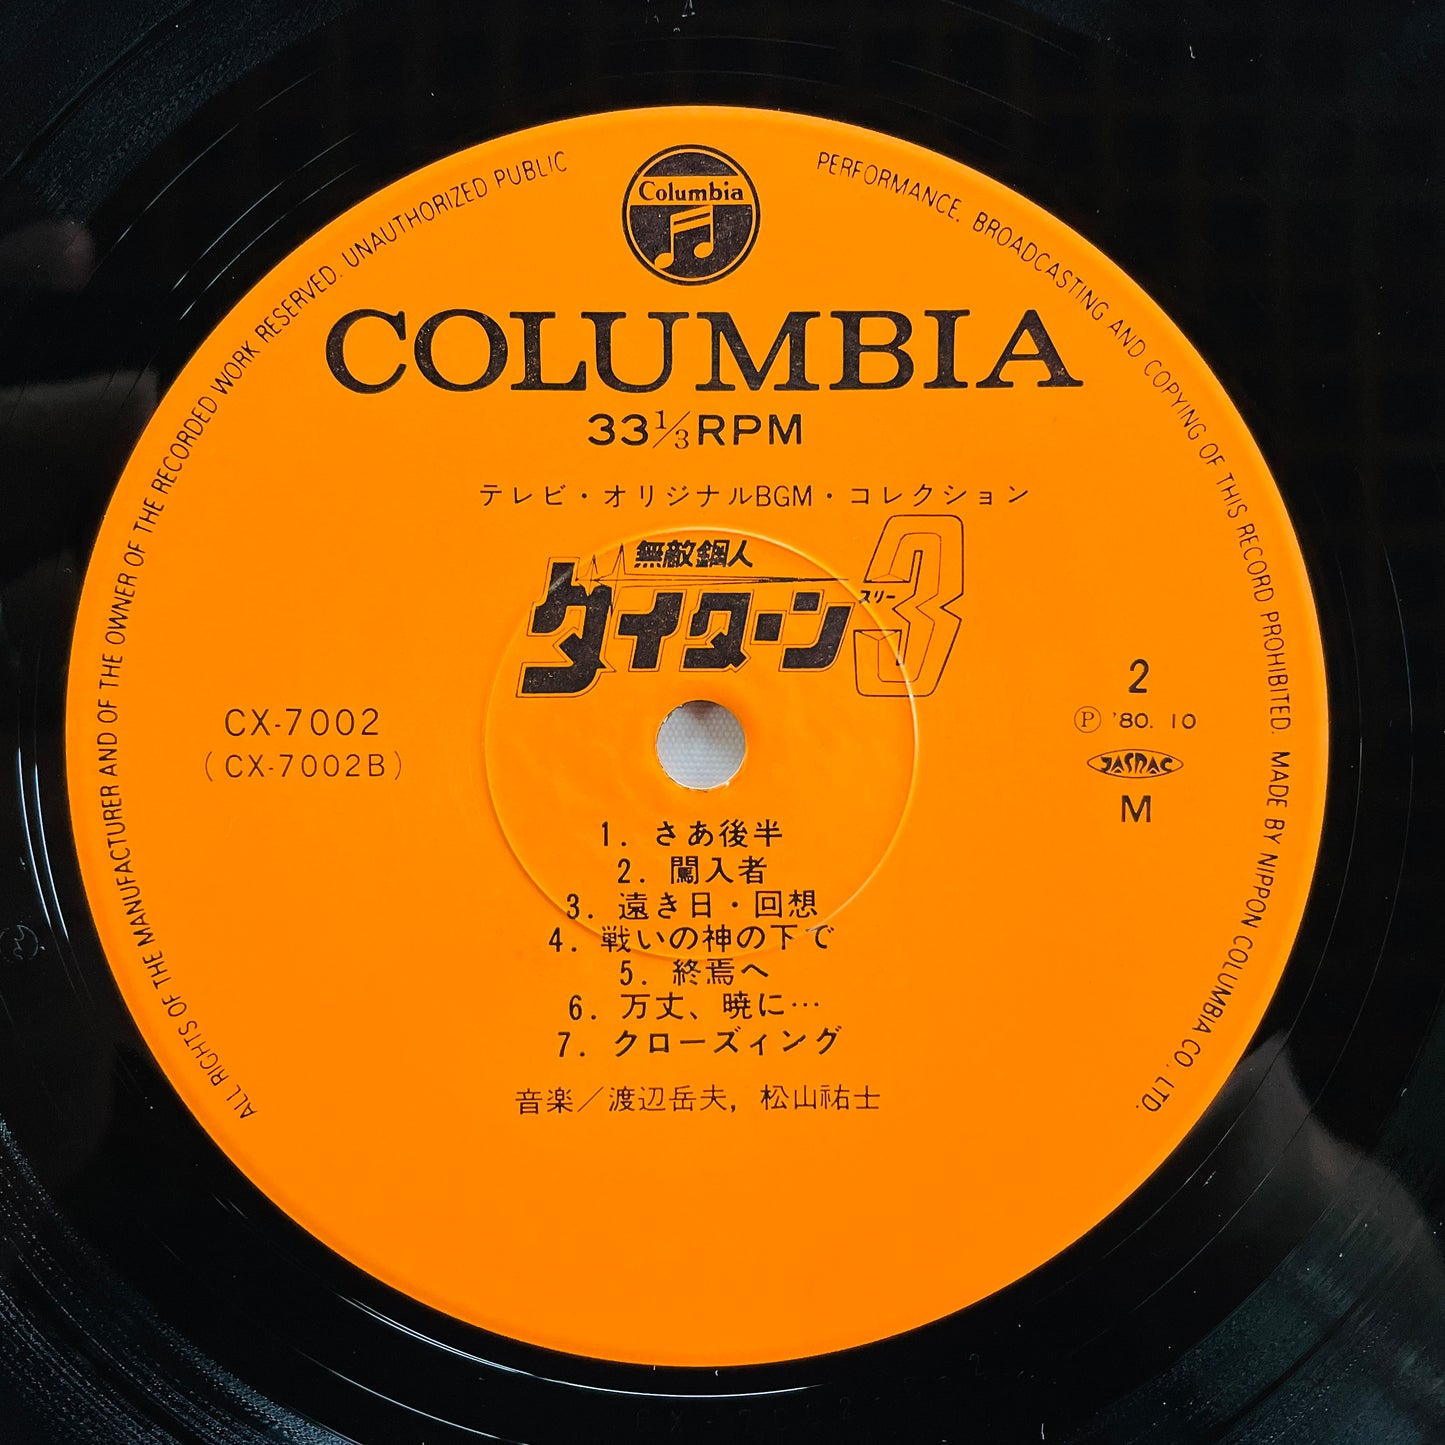 ALL RIGHTS OF THE MANUFACTURER AND OF THE OWNER OF THE RECORDED WORK RESERVED. UNAUTHORIZED PUBLIC PERFORMANCE. BROADCASTING AND COPYING OF THIS RECORD PROHIBITED. MADE BY NIPPON COLUMBIA CO., LTD.
Columbia
COLUMBIA
33⅓RPM
テレビ・オリジナルBGM・コレクション
無敵鋼人
ダイターン3
スリー
CX-7002
(CX-7002B)
2
Ⓟ '80. 10
JASRAC
M
1. さあ後半
2. 闖入者
3. 遠き日・回想
4. 戦いの神の下で
5. 終焉へ
6. 万丈、暁に…
7. クローズィング
音楽／渡辺岳夫, 松山祐士